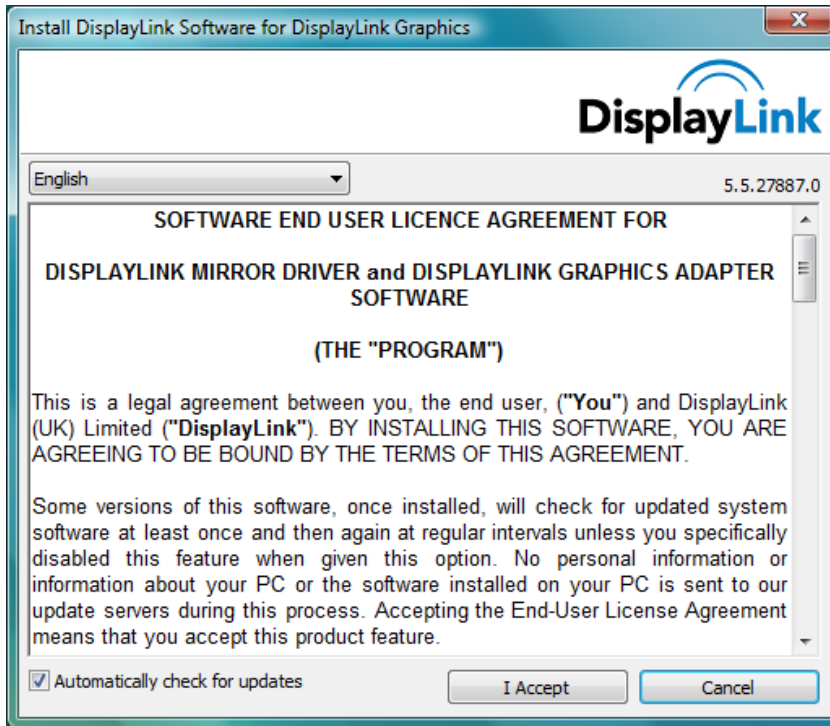 Install DisplayLink Software for DisplayLink Graphics
DisplayLink
English
5.5.27887.0
SOFTWARE END USER LICENCE AGREEMENT FOR
DISPLAYLINK MIRROR DRIVER and DISPLAYLINK GRAPHICS ADAPTER
SOFTWARE
(THE "PROGRAM")
This is a legal agreement between you, the end user, ("You") and DisplayLink
(UK) Limited ("DisplayLink"). BY INSTALLING THIS SOFTWARE, YOU ARE
AGREEING TO BE BOUND BY THE TERMS OF THIS AGREEMENT.
Some versions of this software, once installed, will check for updated system
software at least once and then again at regular intervals unless you specifically
disabled this feature when given this option. No personal information or
information about your PC or the software installed on your PC is sent to our
update servers during this process. Accepting the End-User License Agreement
means that you accept this product feature.
Automatically check for updates
I Accept
Cancel